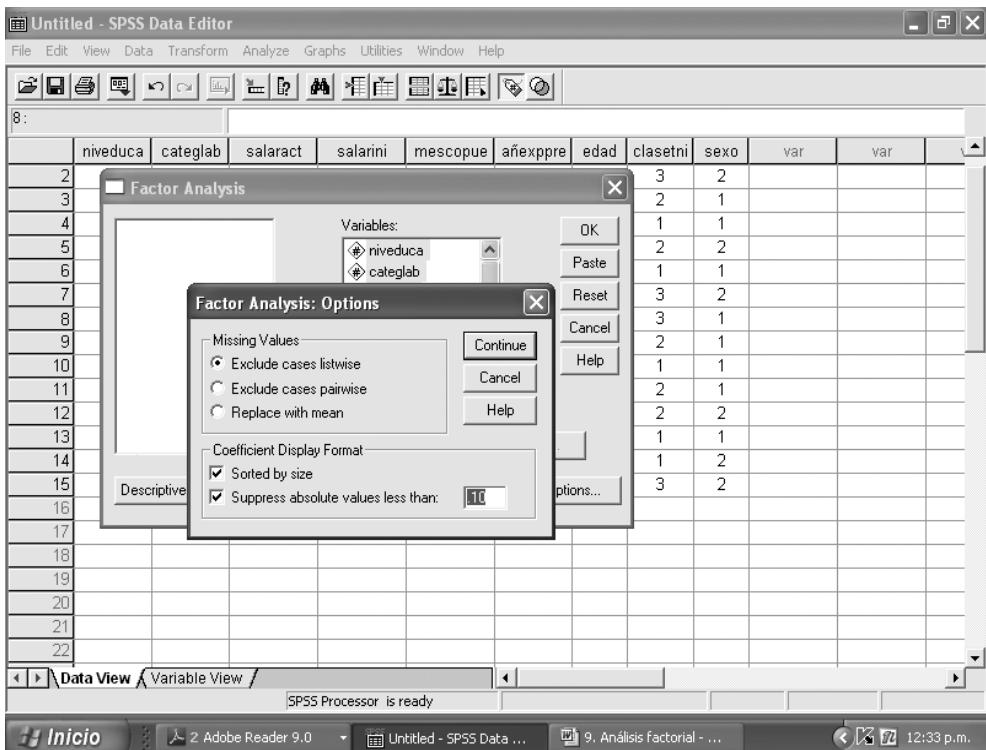 Untitled - SPSS Data Editor
File Edit View Data Transform Analyze Graphs Utilities Window Help
8 :
niveduca categlab salaract salarini mescopue añexppre edad clasetni sexo var var
2 3 2
3 2 1
4 1 1
5 2 2
6 1 1
7 3 2
8 3 1
9 2 1
10 1 1
11 2 1
12 2 2
13 1 1
14 1 2
15 3 2
16
17
18
19
20
21
22
Factor Analysis
Variables:
niveduca
categlab
OK
Paste
Reset
Cancel
Help
Descriptive
ptions...
Factor Analysis: Options
Missing Values
Exclude cases listwise
Exclude cases pairwise
Replace with mean
Continue
Cancel
Help
Coefficient Display Format
Sorted by size
Suppress absolute values less than: .10
Data View Variable View
SPSS Processor is ready
Inicio 2 Adobe Reader 9.0 Untitled - SPSS Data ... 9. Análisis factorial - ... 12:33 p.m.